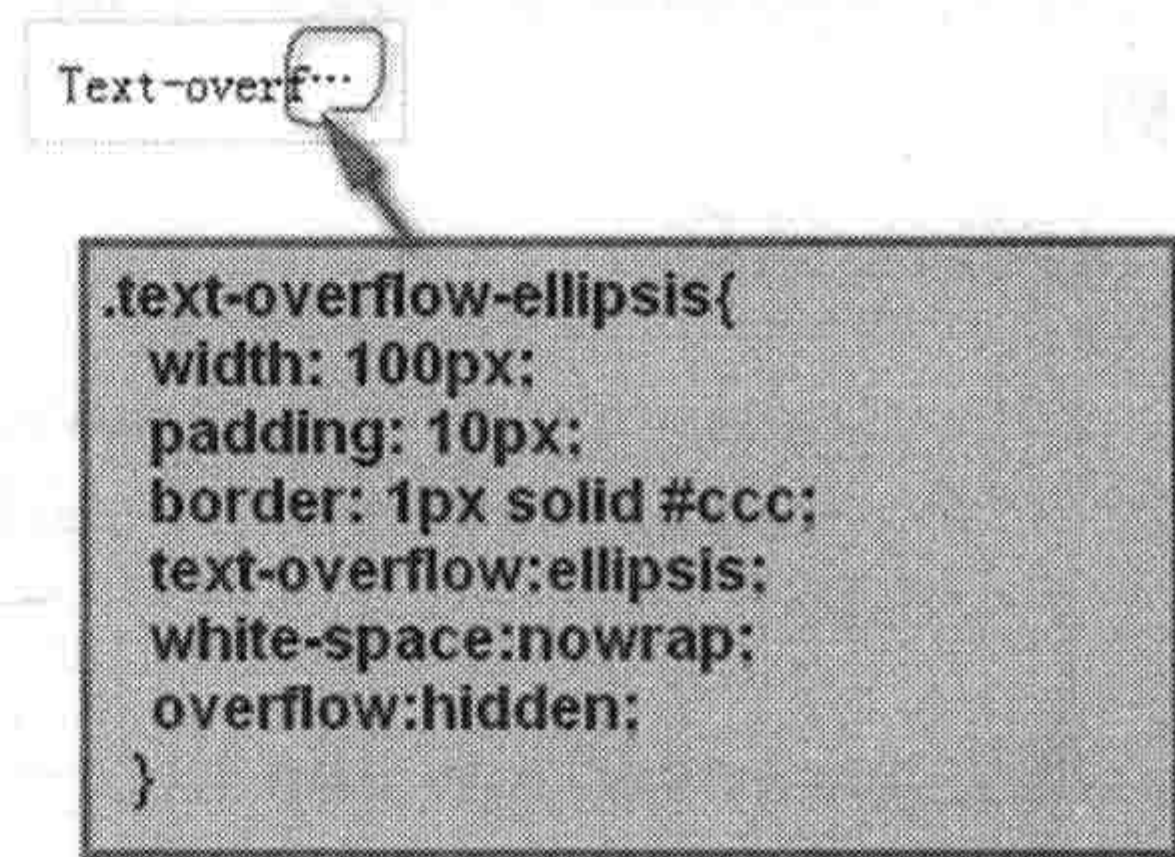 Text-overf…
.text-overflow-ellipsis{
width: 100px;
padding: 10px;
border: 1px solid #ccc;
text-overflow:ellipsis;
white-space:nowrap;
overflow:hidden;
}